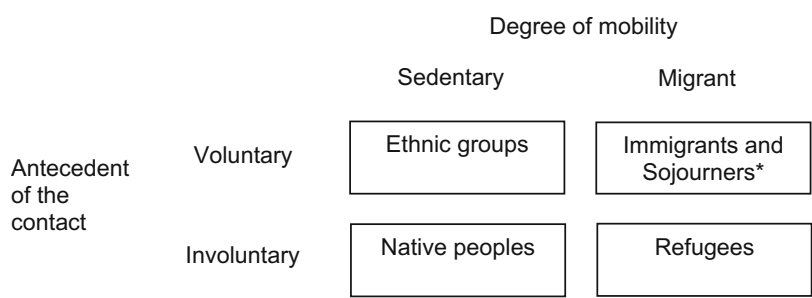 Degree of mobility
Sedentary Migrant
Antecedent
of the
contact
Voluntary
Ethnic groups
Immigrants and
Sojourners*
Involuntary
Native peoples
Refugees